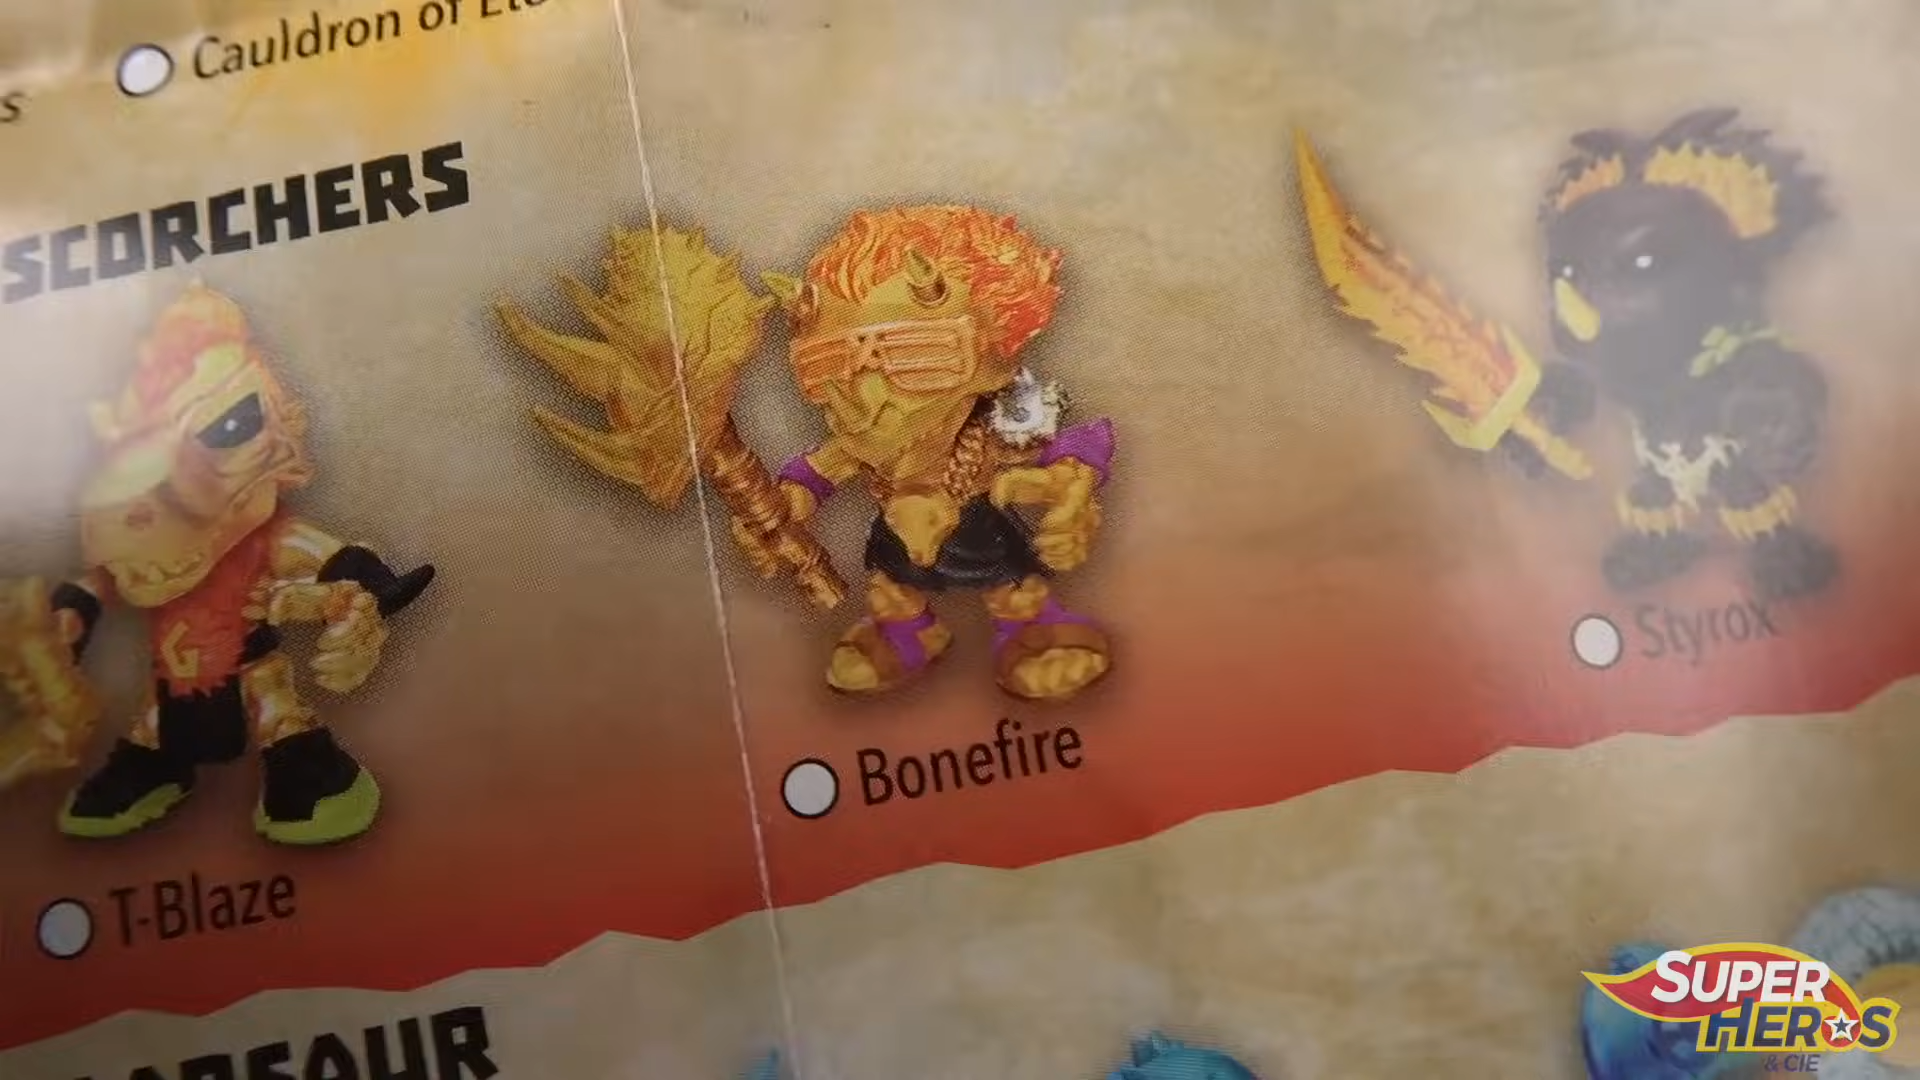 Cauldron of
s
SCORCHERS
G
Styrox
Bonefire
T-Blaze
SUPER
HEROS
& CIE